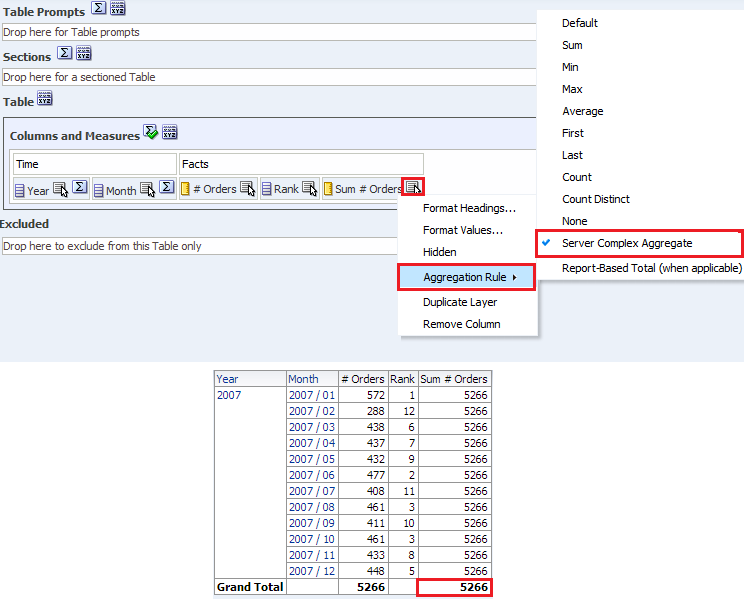 Table Prompts
Drop here for Table prompts
Sections
Drop here for a sectioned Table
Table
Columns and Measures
Time Facts
Year Month # Orders Rank Sum # Orders
Excluded
Drop here to exclude from this Table only
Format Headings...
Format Values...
Hidden
Aggregation Rule
Duplicate Layer
Remove Column
Default
Sum
Min
Max
Average
First
Last
Count
Count Distinct
None
Server Complex Aggregate
Report-Based Total (when applicable)
Year Month # Orders Rank Sum # Orders
2007 2007 / 01 572 1 5266
2007 / 02 288 12 5266
2007 / 03 438 6 5266
2007 / 04 437 7 5266
2007 / 05 432 9 5266
2007 / 06 477 2 5266
2007 / 07 408 11 5266
2007 / 08 461 3 5266
2007 / 09 411 10 5266
2007 / 10 461 3 5266
2007 / 11 433 8 5266
2007 / 12 448 5 5266
Grand Total 5266 5266